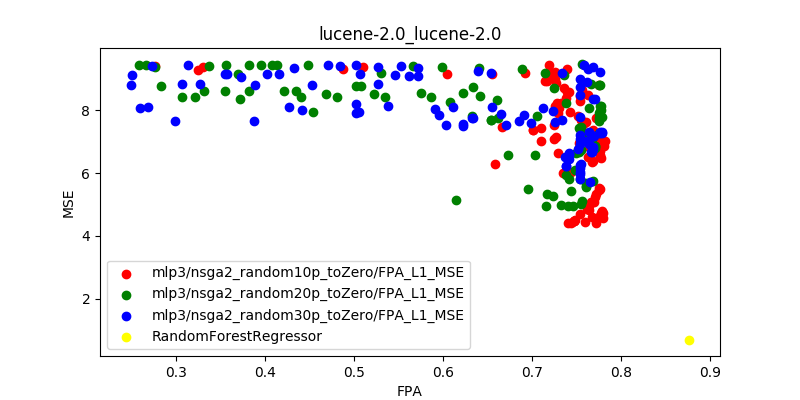 lucene-2.0_lucene-2.0
MSE
8
6
4
2
mlp3/nsga2_random10p_toZero/FPA_L1_MSE
mlp3/nsga2_random20p_toZero/FPA_L1_MSE
mlp3/nsga2_random30p_toZero/FPA_L1_MSE
RandomForestRegressor
0.3 0.4 0.5 0.6 0.7 0.8 0.9
FPA